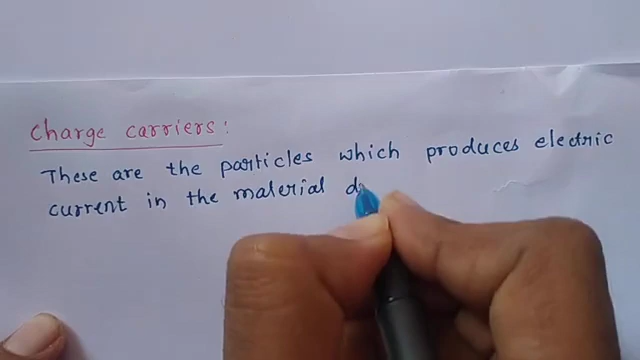 Charge carriers:
These are the particles which produces electric
current in the material